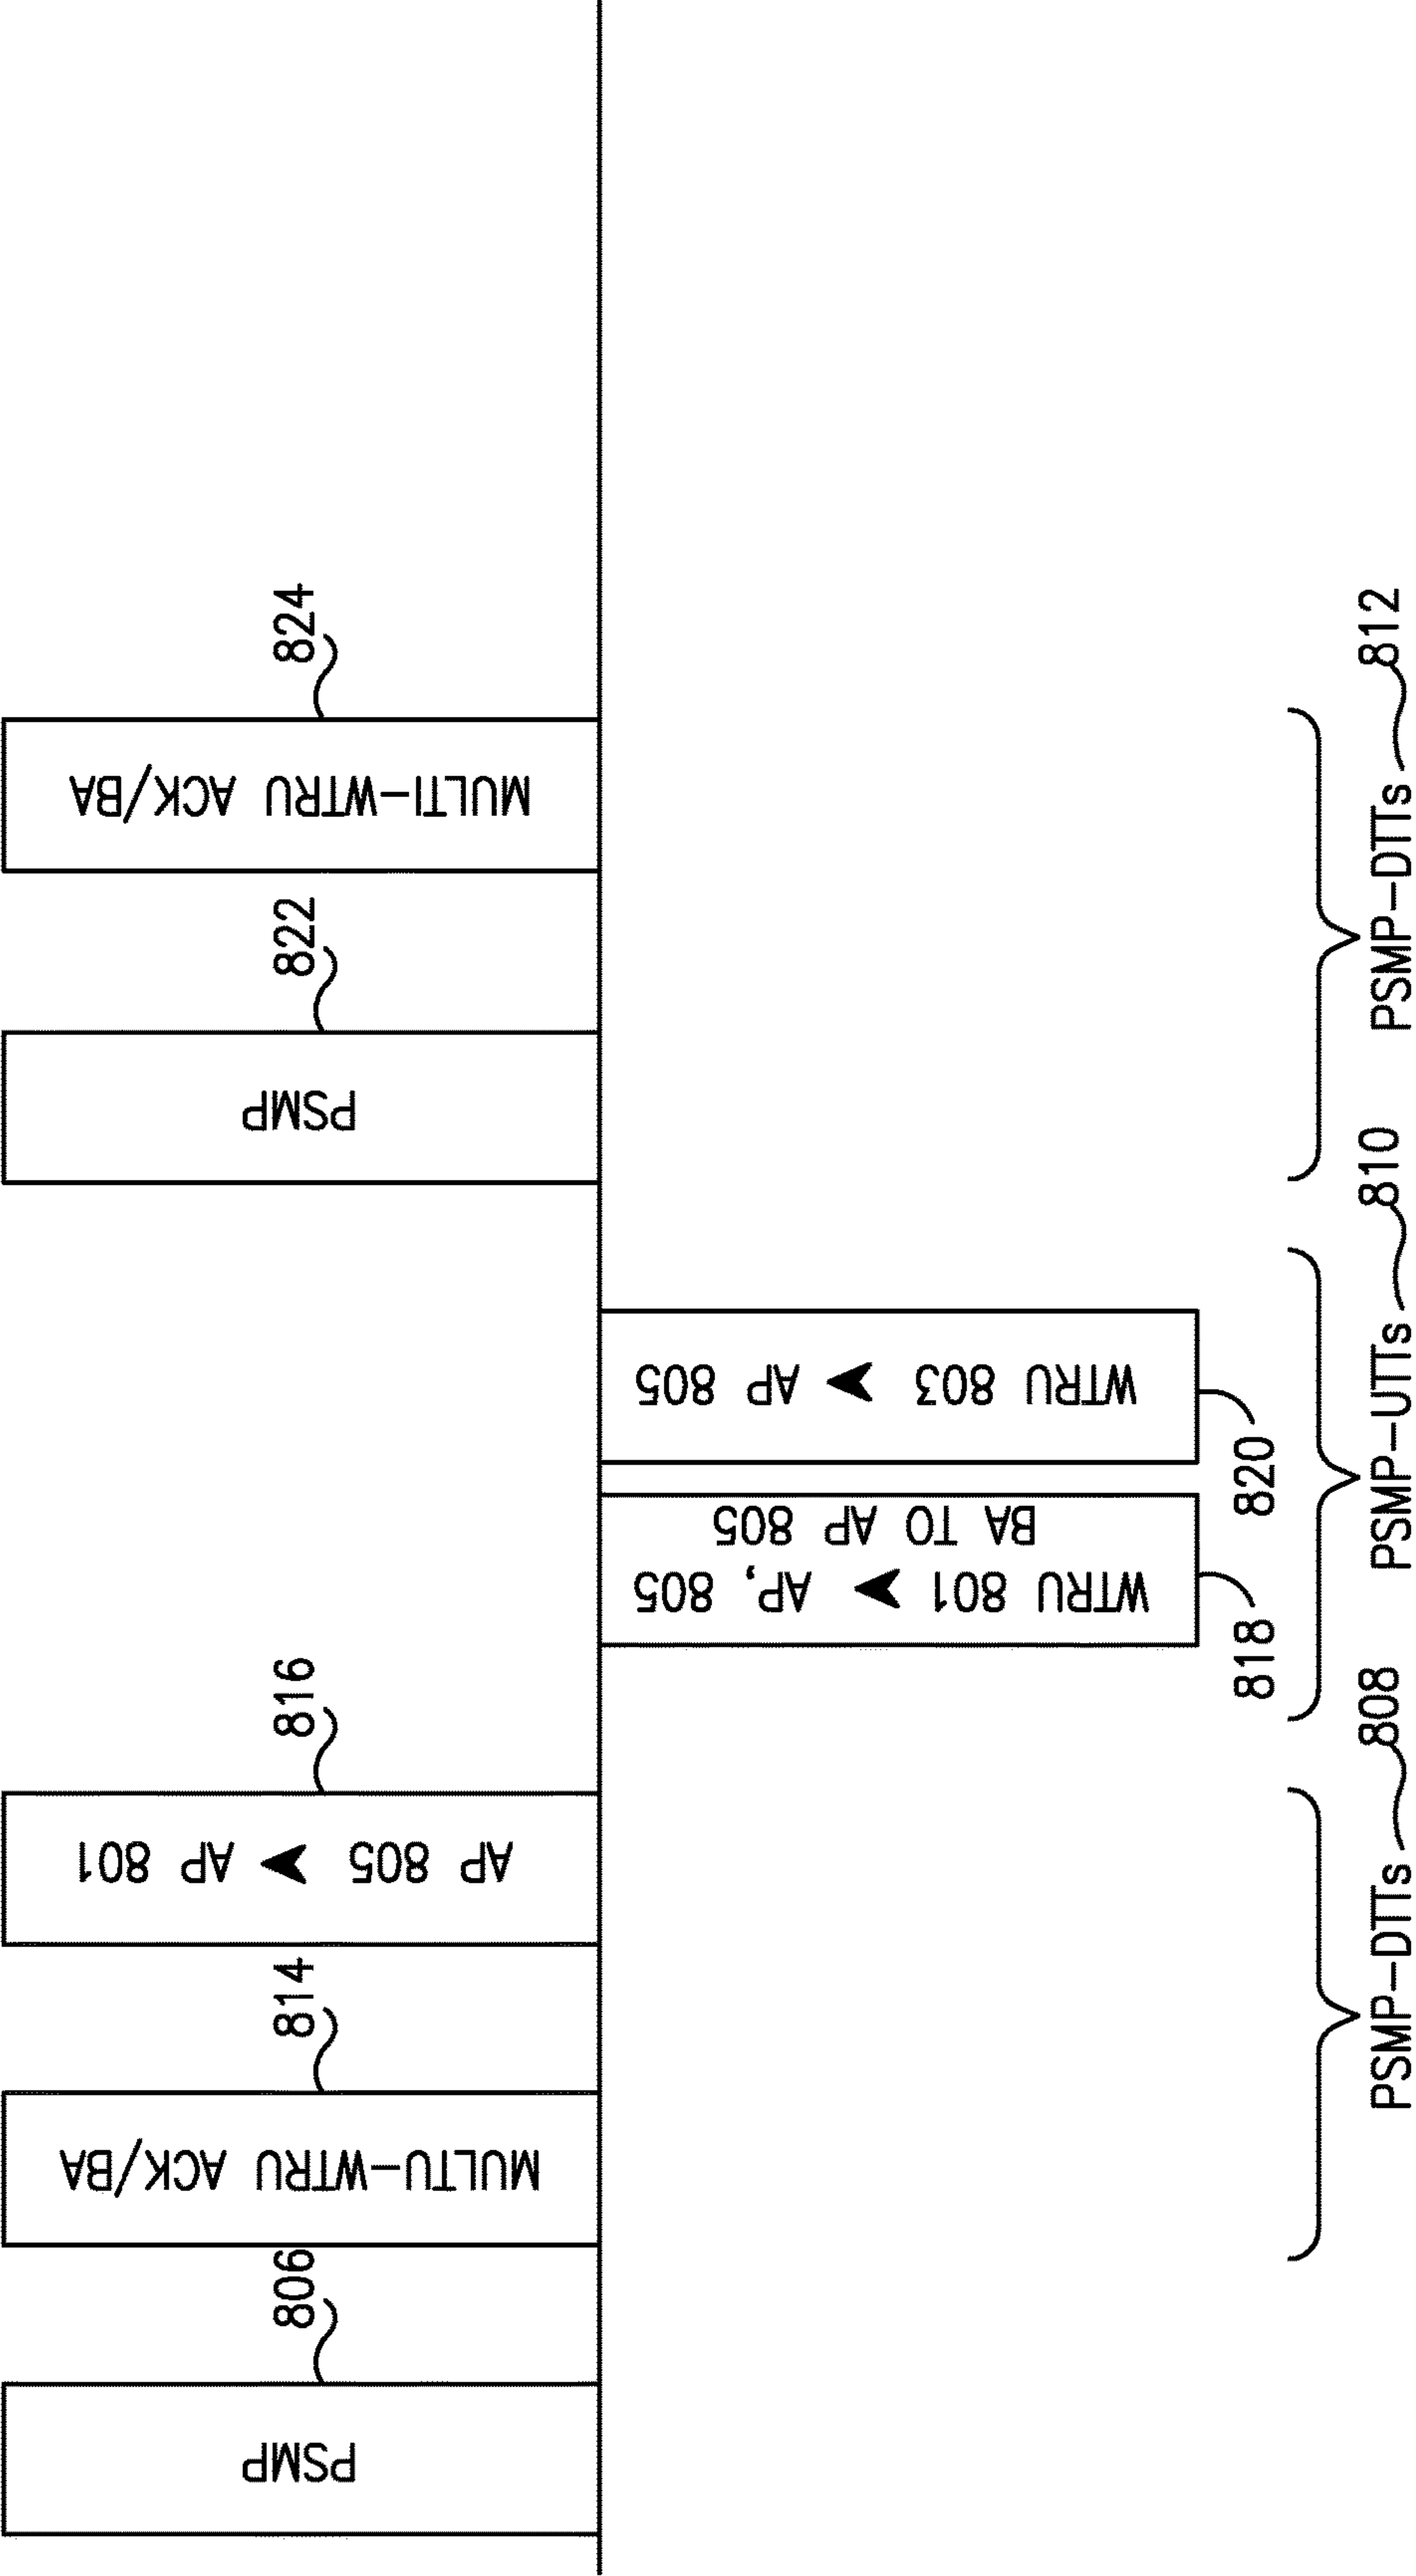 806
814
816
822
824
PSMP
MULTU-WTRU ACK/BA
AP 805 ➤ AP 801
PSMP
MULTI-WTRU ACK/BA
WTRU 801 ➤ AP, 805
BA TO AP 805
WTRU 803 ➤ AP 805
818
820
808
810
812
PSMP-DTTs
PSMP-UTTs
PSMP-DTTs